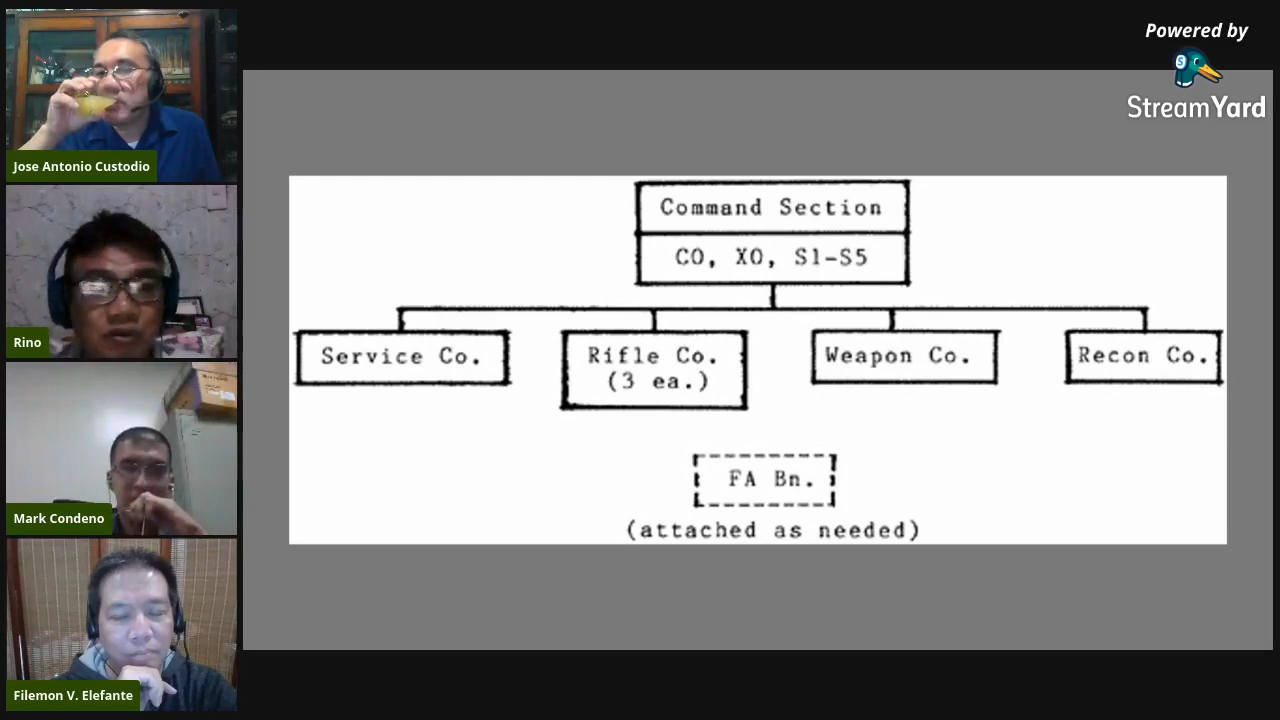 Powered by
StreamYard
Jose Antonio Custodio
Rino
Mark Condeno
Filemon V. Elefante
Command Section
CO, XO, S1-S5
Service Co.
Rifle Co.
(3 ea.)
Weapon Co.
Recon Co.
FA Bn.
(attached as needed)